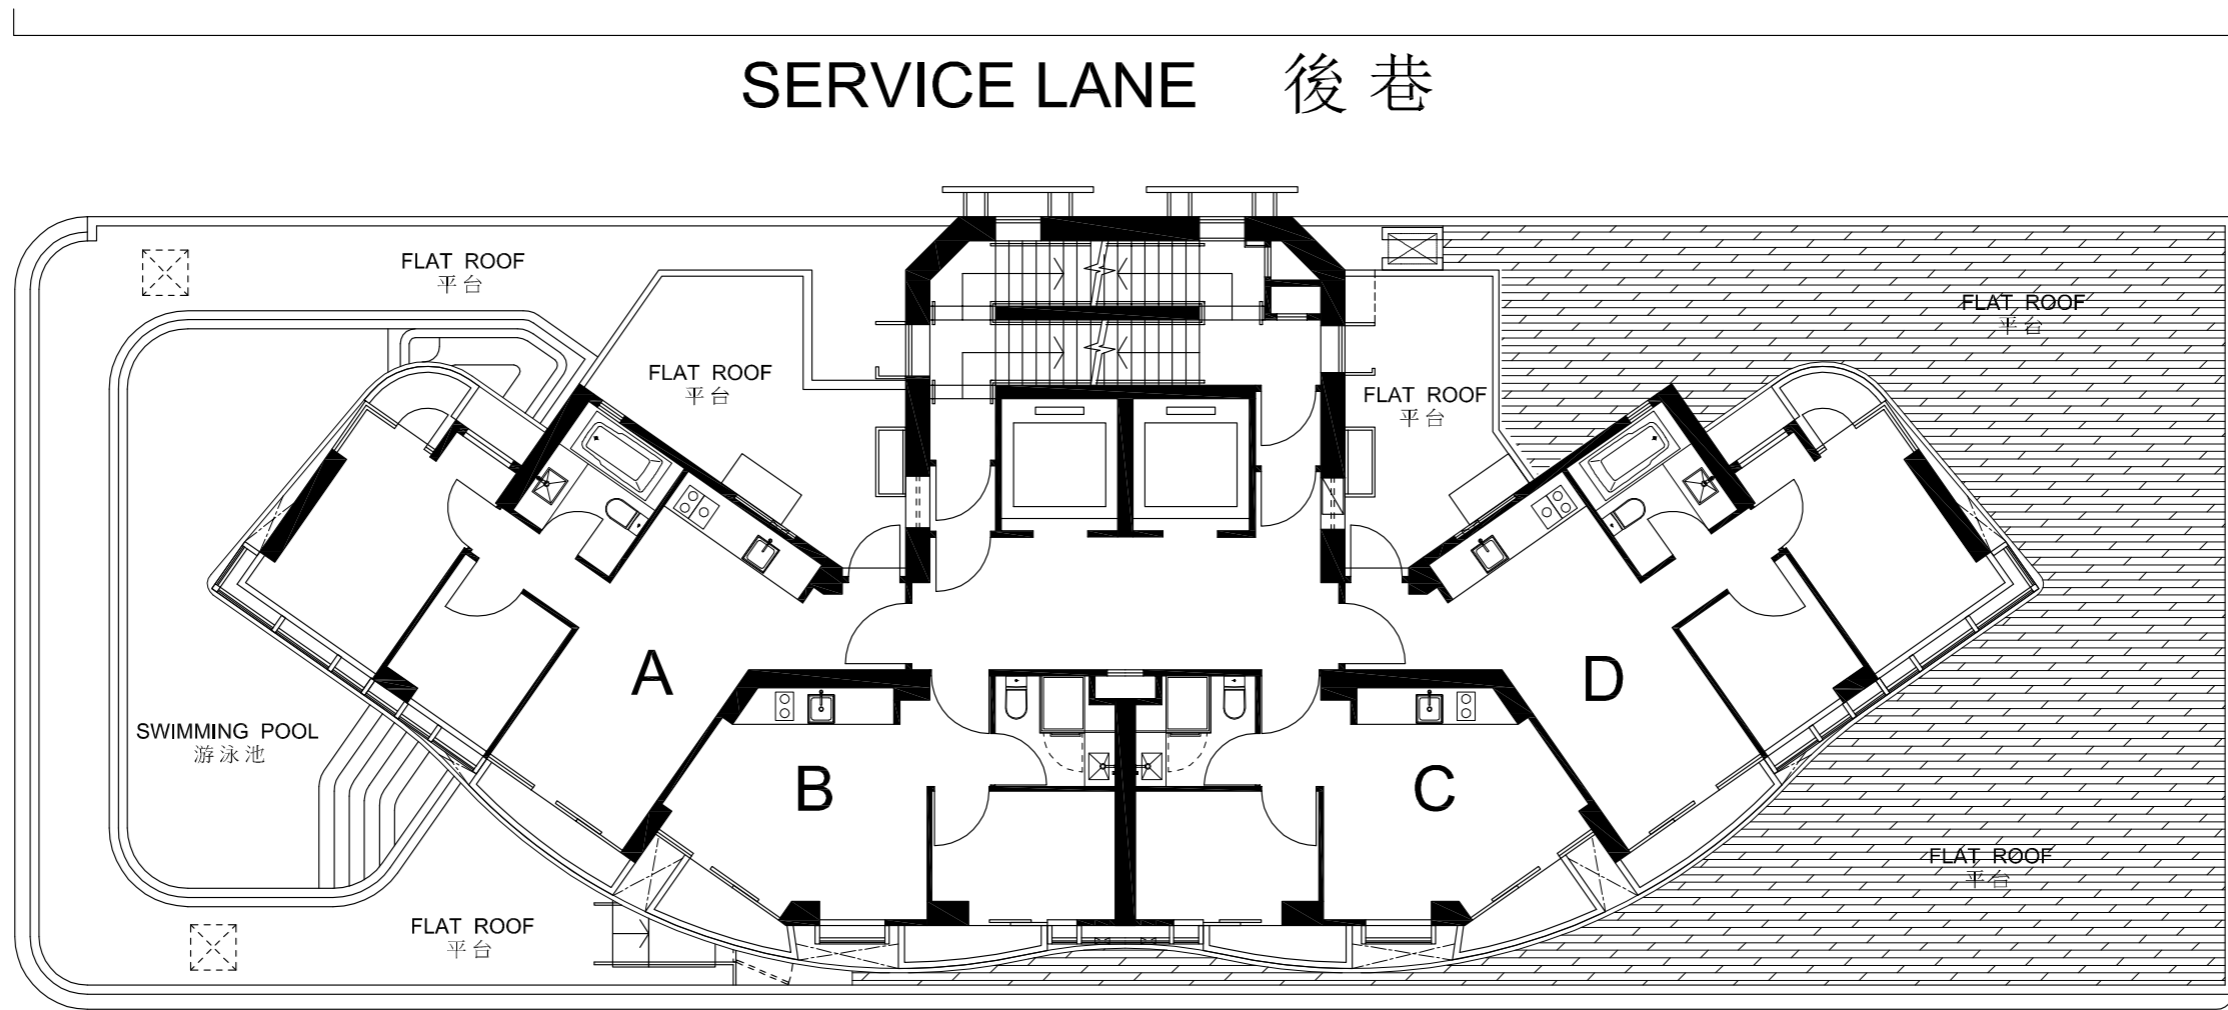 SERVICE LANE 後巷
FLAT ROOF
平台
FLAT ROOF
平台
FLAT ROOF
平台
FLAT ROOF
平台
A
D
SWIMMING POOL
游泳池
B
C
FLAT ROOF
平台
FLAT ROOF
平台